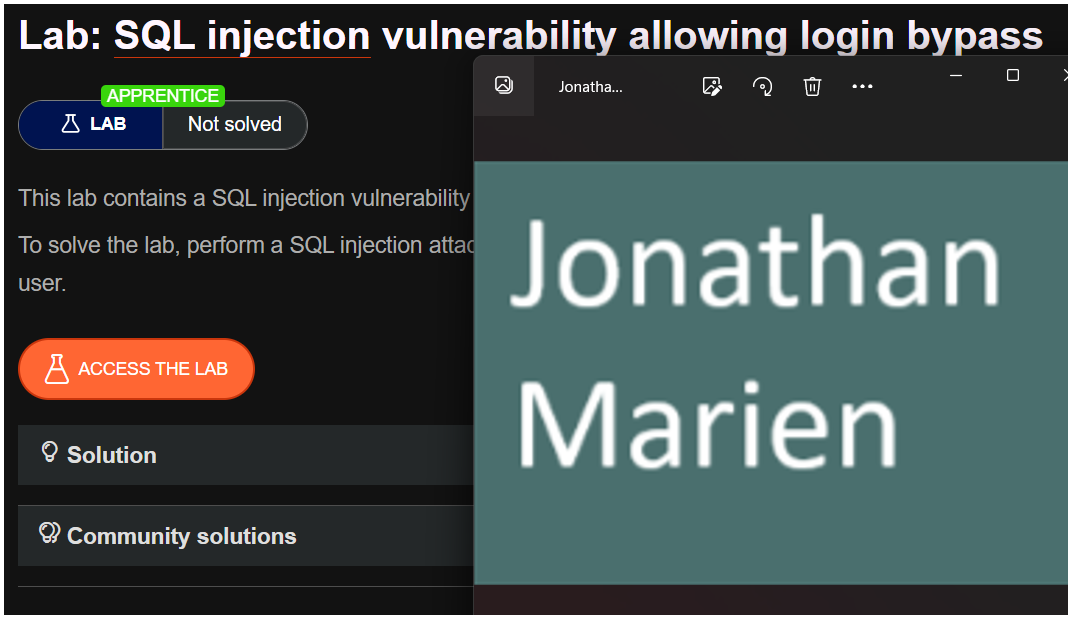 Lab: SQL injection vulnerability allowing login bypass
APPRENTICE
LAB
Not solved
This lab contains a SQL injection vulnerability
To solve the lab, perform a SQL injection attac
user.
ACCESS THE LAB
Solution
Community solutions
Jonatha...
Jonathan
Marien